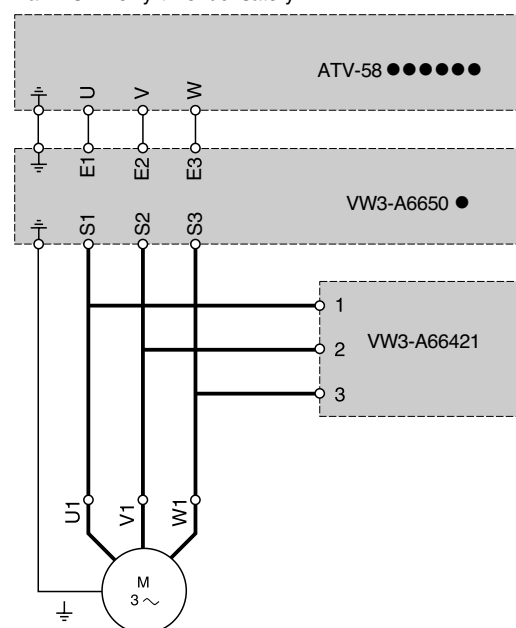 ATV-58 ●●●●●●
U V W
E1 E2 E3
VW3-A6650 ●
S1 S2 S3
1
2
VW3-A66421
3
U1 V1 W1
M
3 ~